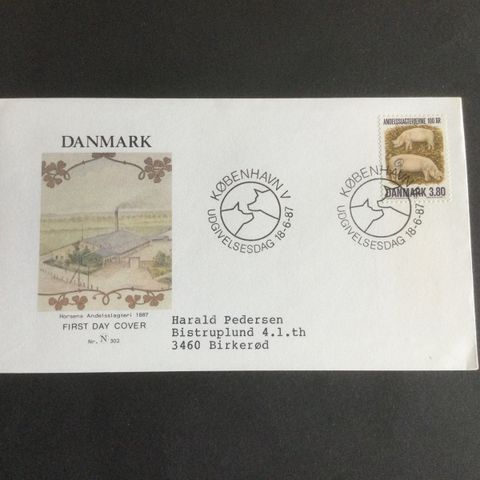 DANMARK
Horsens Andelsslagteri 1887
FIRST DAY COVER
Nr. N 302
KØBENHAVN V
UDGIVELSESDAG 18-6-87
ANDELSSLAGTERIERNE 100 ÅR
DANMARK 3.80
KØBENHAVN V
UDGIVELSESDAG 18-6-87
Harald Pedersen
Bistruplund 4.1.th
3460 Birkerød